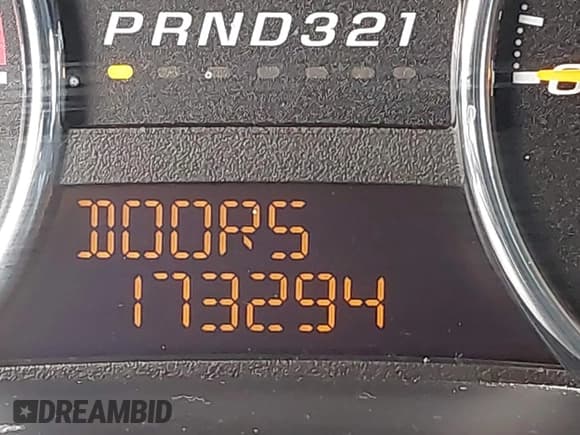 PRND321
DOORS
173294
DREAMBID